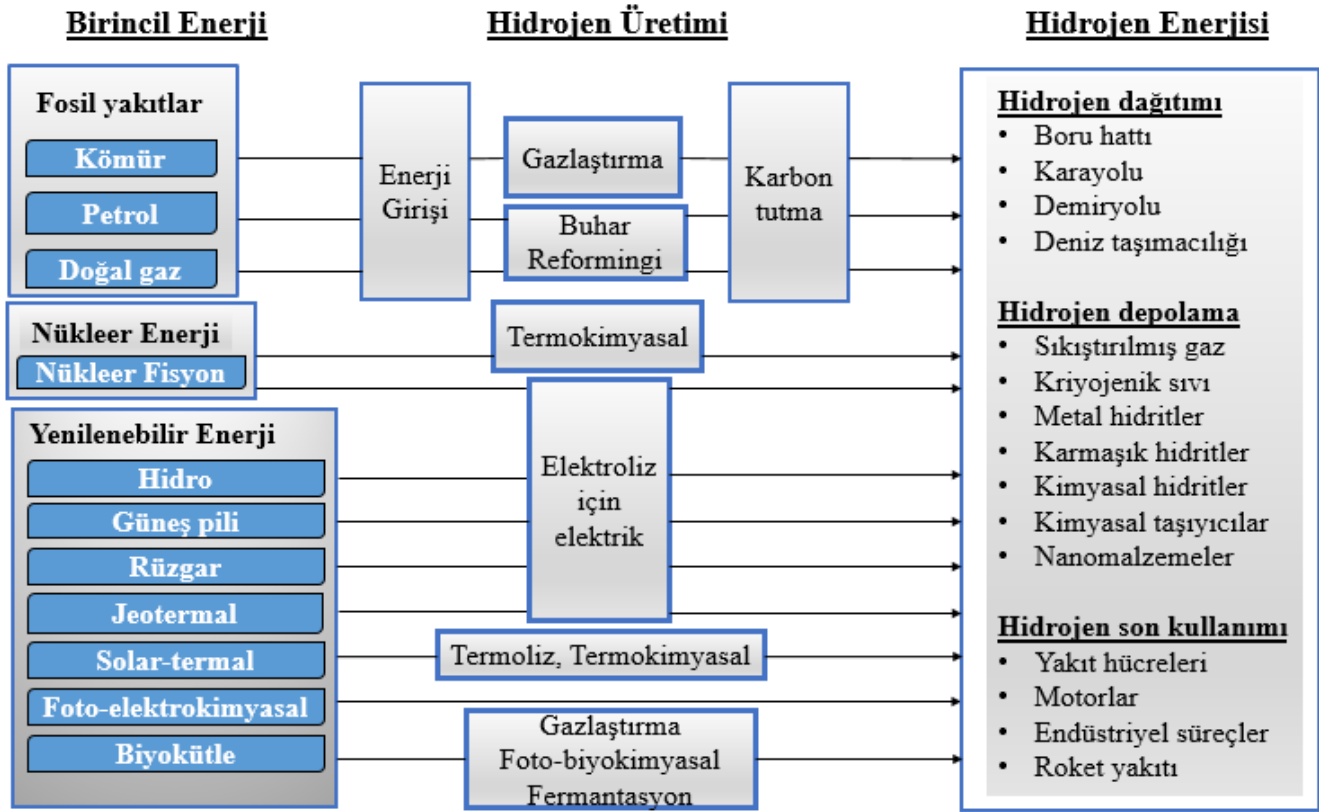 Birincil Enerji
Hidrojen Üretimi
Hidrojen Enerjisi
Fosil yakıtlar
Kömür
Petrol
Doğal gaz
Enerji
Girişi
Gazlaştırma
Buhar
Reformingi
Karbon
tutma
Nükleer Enerji
Nükleer Fisyon
Termokimyasal
Yenilenebilir Enerji
Hidro
Güneş pili
Rüzgar
Jeotermal
Solar-termal
Foto-elektrokimyasal
Biyokütle
Elektroliz
için
elektrik
Termoliz, Termokimyasal
Gazlaştırma
Foto-biyokimyasal
Fermantasyon
Hidrojen dağıtımı
• Boru hattı
• Karayolu
• Demiryolu
• Deniz taşımacılığı
Hidrojen depolama
• Sıkıştırılmış gaz
• Kriyojenik sıvı
• Metal hidritler
• Karmaşık hidritler
• Kimyasal hidritler
• Kimyasal taşıyıcılar
• Nanomalzemeler
Hidrojen son kullanımı
• Yakıt hücreleri
• Motorlar
• Endüstriyel süreçler
• Roket yakıtı